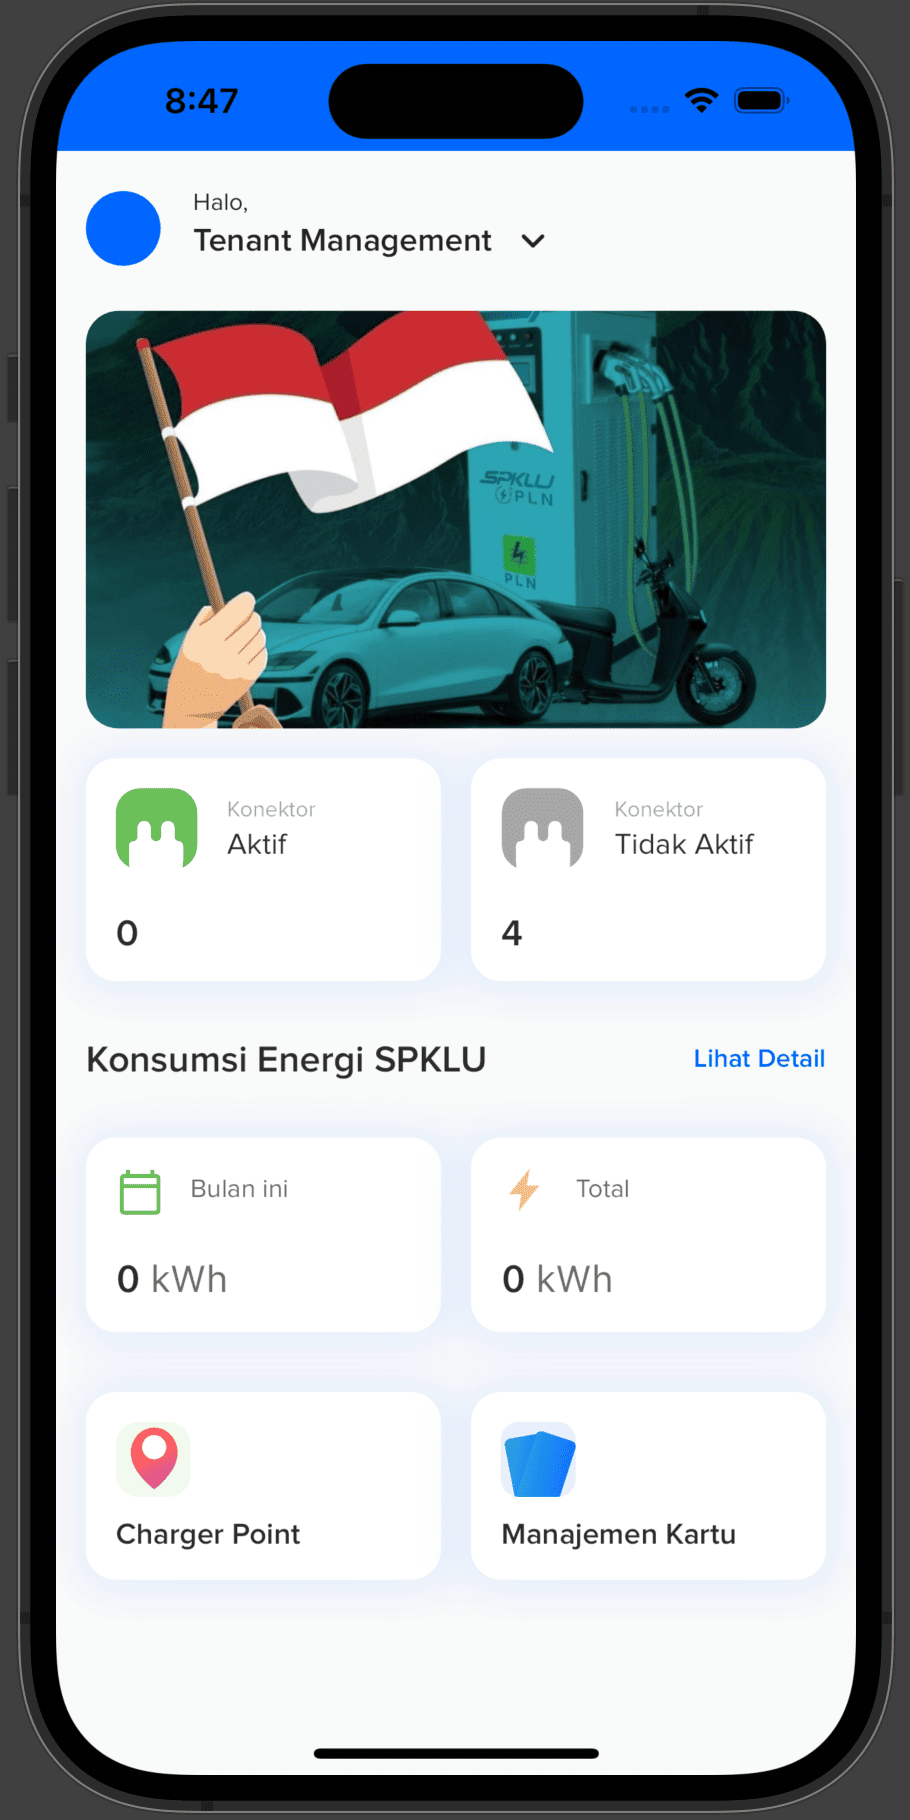 8:47
Halo,
Tenant Management
SPKLU
PLN
PLN
Konektor
Aktif
0
Konektor
Tidak Aktif
4
Konsumsi Energi SPKLU
Lihat Detail
Bulan ini
0 kWh
Total
0 kWh
Charger Point
Manajemen Kartu